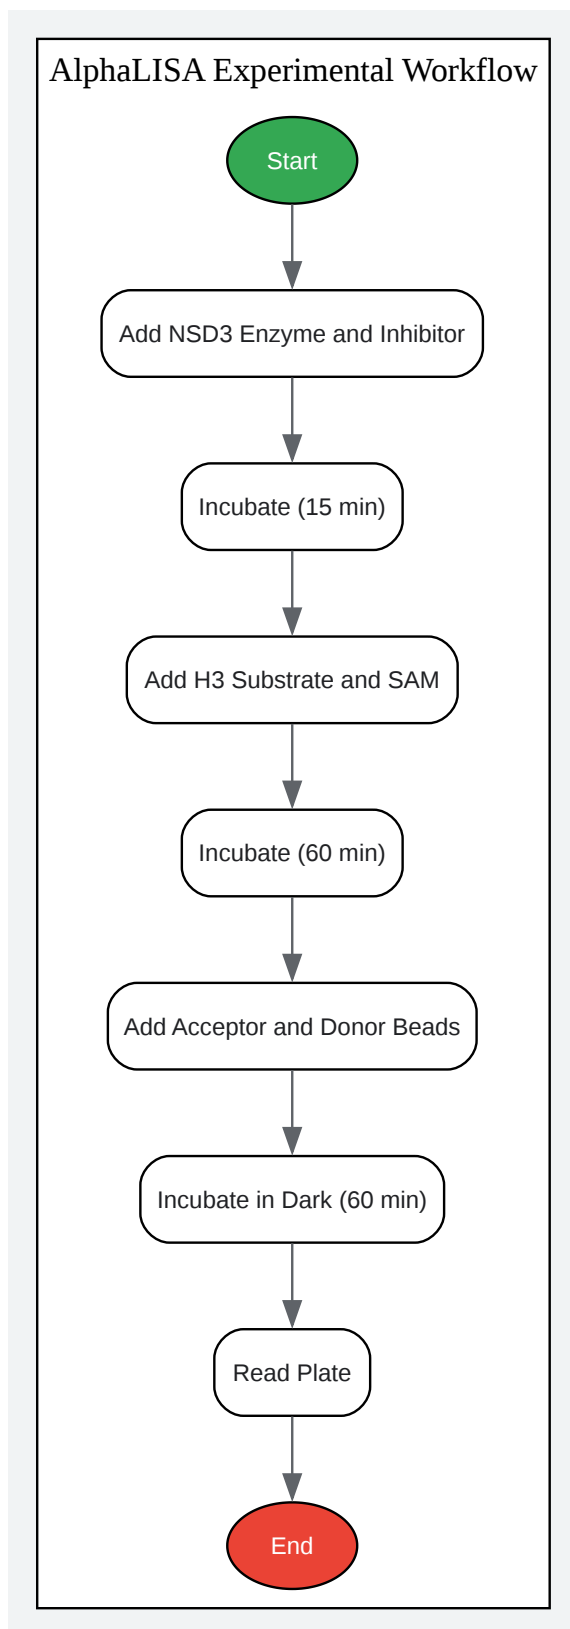 AlphaLISA Experimental Workflow
Start
Add NSD3 Enzyme and Inhibitor
Incubate (15 min)
Add H3 Substrate and SAM
Incubate (60 min)
Add Acceptor and Donor Beads
Incubate in Dark (60 min)
Read Plate
End